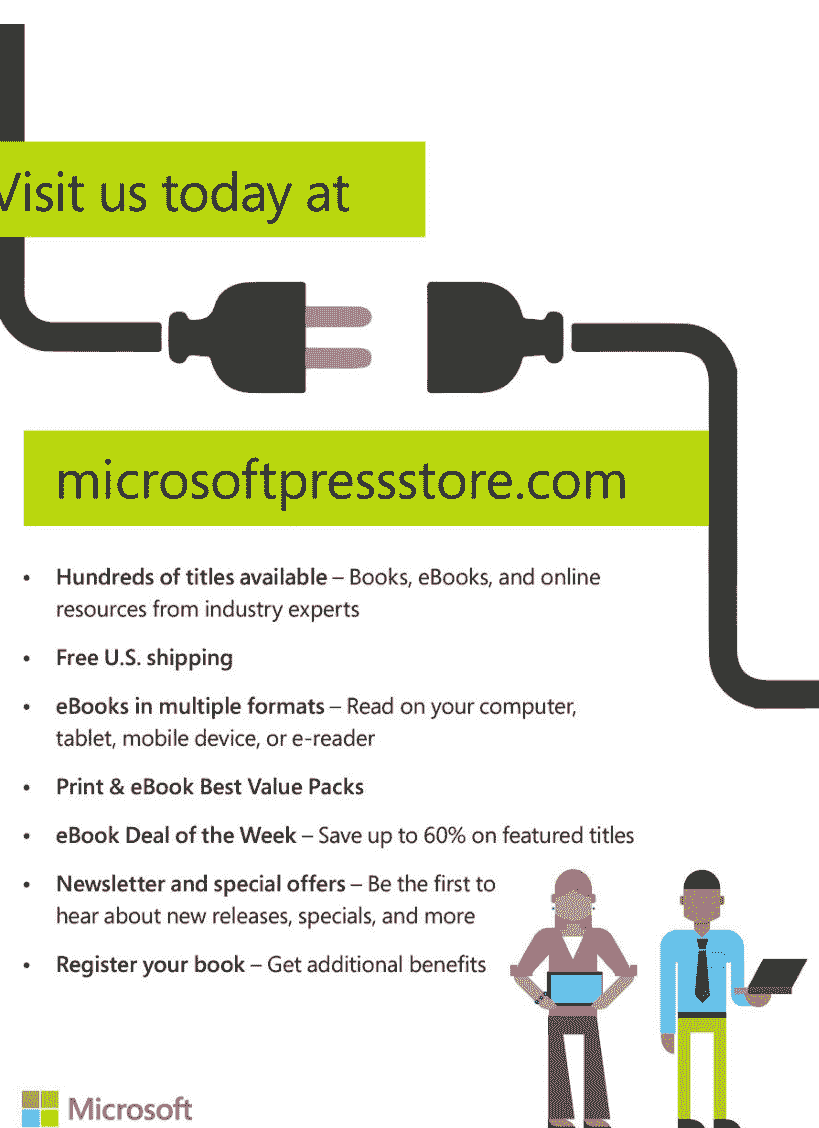 Visit us today at
microsoftpressstore.com
• Hundreds of titles available – Books, eBooks, and online
resources from industry experts
• Free U.S. shipping
• eBooks in multiple formats – Read on your computer,
tablet, mobile device, or e-reader
• Print & eBook Best Value Packs
• eBook Deal of the Week – Save up to 60% on featured titles
• Newsletter and special offers – Be the first to
hear about new releases, specials, and more
• Register your book – Get additional benefits
Microsoft